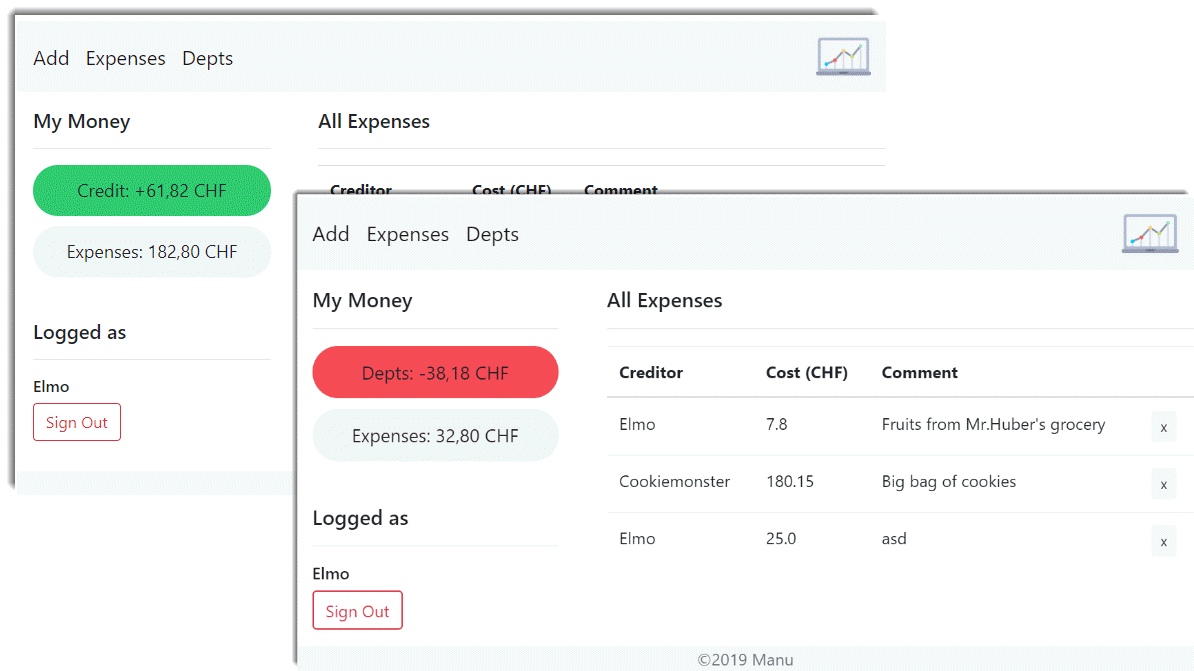 Add Expenses Depts
My Money
All Expenses
Credit: +61,82 CHF
Creditor Cost (CHF) Comment
Expenses: 182,80 CHF
Logged as
Elmo
Sign Out
Add Expenses Depts
My Money
All Expenses
Depts: -38,18 CHF
Expenses: 32,80 CHF
Creditor Cost (CHF) Comment
Elmo 7.8 Fruits from Mr.Huber's grocery x
Cookiemonster 180.15 Big bag of cookies x
Elmo 25.0 asd x
Logged as
Elmo
Sign Out
©2019 Manu